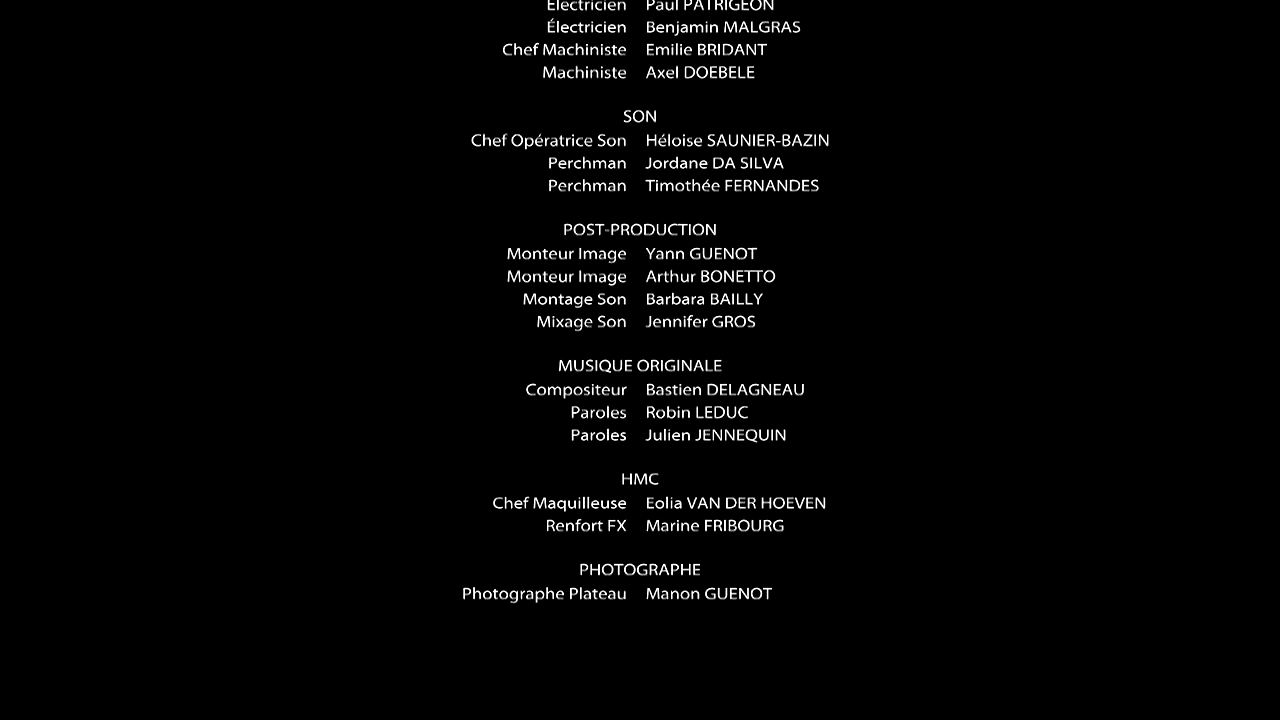 Électricien Paul PATRIGEON
Électricien Benjamin MALGRAS
Chef Machiniste Emilie BRIDANT
Machiniste Axel DOEBELE
SON
Chef Opératrice Son Héloise SAUNIER-BAZIN
Perchman Jordane DA SILVA
Perchman Timothée FERNANDES
POST-PRODUCTION
Monteur Image Yann GUENOT
Monteur Image Arthur BONETTO
Montage Son Barbara BAILLY
Mixage Son Jennifer GROS
MUSIQUE ORIGINALE
Compositeur Bastien DELAGNEAU
Paroles Robin LEDUC
Paroles Julien JENNEQUIN
HMC
Chef Maquilleuse Eolia VAN DER HOEVEN
Renfort FX Marine FRIBOURG
PHOTOGRAPHE
Photographe Plateau Manon GUENOT